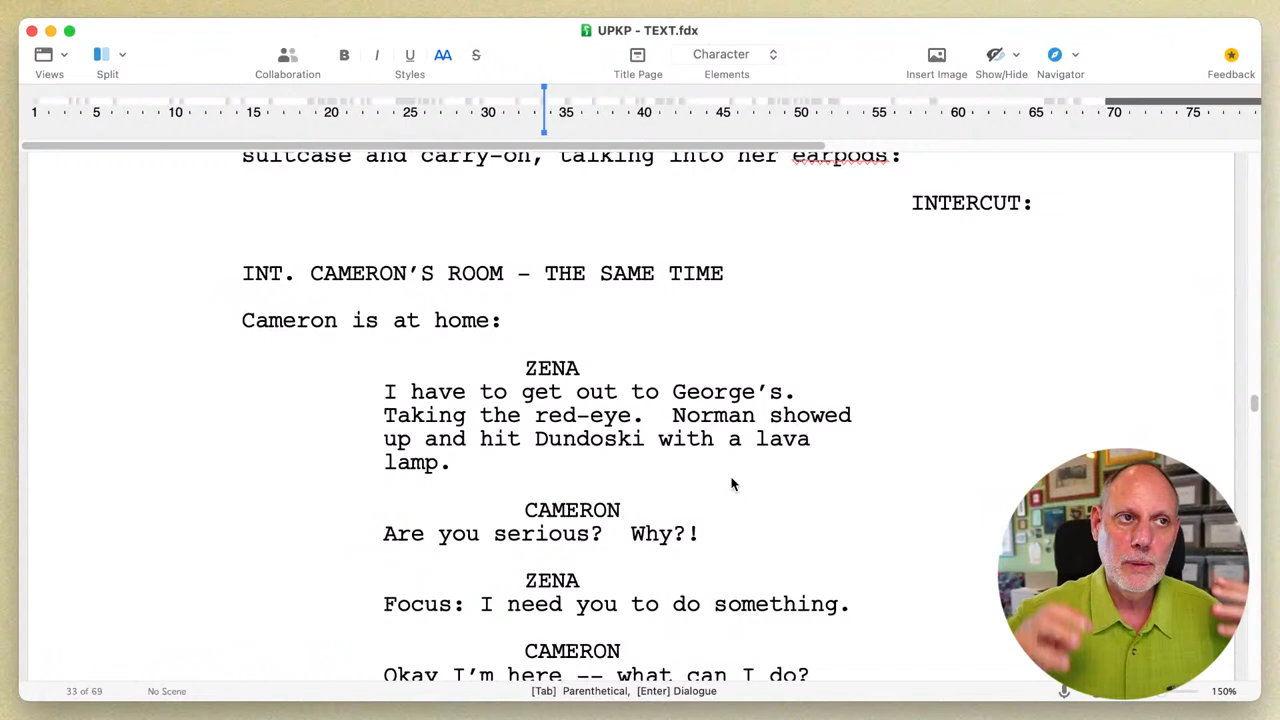 UPKP - TEXT.fdx
Views
Split
Collaboration
B I U AA S
Styles
Title Page
Character
Elements
Insert Image
Show/Hide
Navigator
Feedback
1 5 10 15 20 25 30 35 40 45 50 55 60 65 70 75
suitcase and carry-on, talking into her earpods:
INTERCUT:
INT. CAMERON’S ROOM - THE SAME TIME
Cameron is at home:
ZENA
I have to get out to George’s.
Taking the red-eye.  Norman showed
up and hit Dundoski with a lava
lamp.
CAMERON
Are you serious?  Why?!
ZENA
Focus: I need you to do something.
CAMERON
Okay I’m here -- what can I do?
33 of 69
No Scene
[Tab] Parenthetical, [Enter] Dialogue
150%